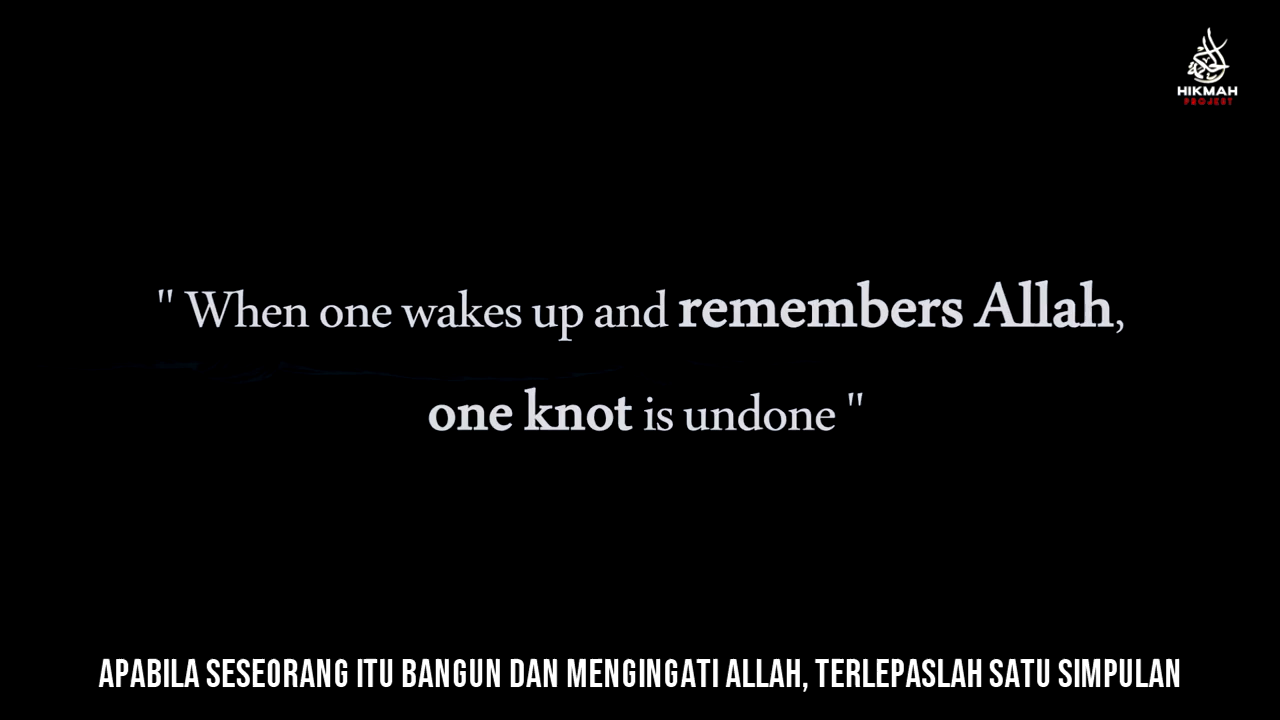 الحكمة
HIKMAH
PROJECT
" When one wakes up and remembers Allah,
one knot is undone "
APABILA SESEORANG ITU BANGUN DAN MENGINGATI ALLAH, TERLEPASLAH SATU SIMPULAN